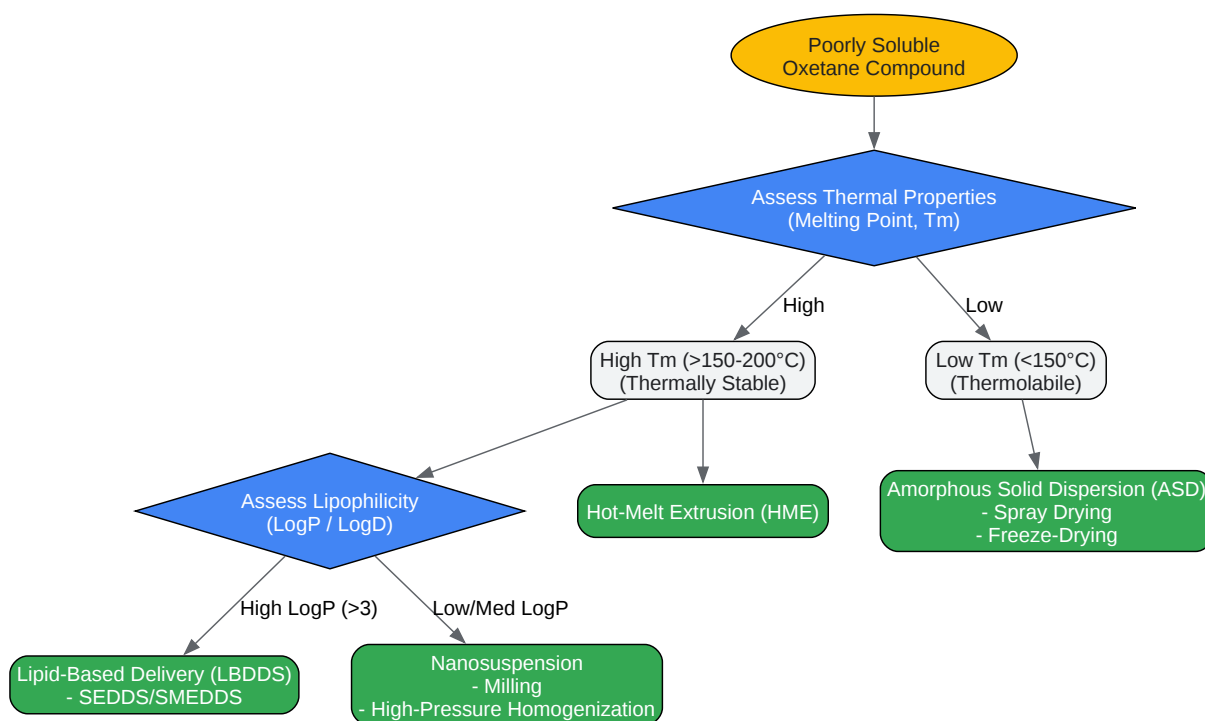 Poorly Soluble
Oxetane Compound
Assess Thermal Properties
(Melting Point, Tm)
High
Low
High Tm (>150-200°C)
(Thermally Stable)
Low Tm (<150°C)
(Thermolabile)
Assess Lipophilicity
(LogP / LogD)
Hot-Melt Extrusion (HME)
Amorphous Solid Dispersion (ASD)
- Spray Drying
- Freeze-Drying
High LogP (>3)
Low/Med LogP
Lipid-Based Delivery (LBDDS)
- SEDDS/SMEDDS
Nanosuspension
- Milling
- High-Pressure Homogenization